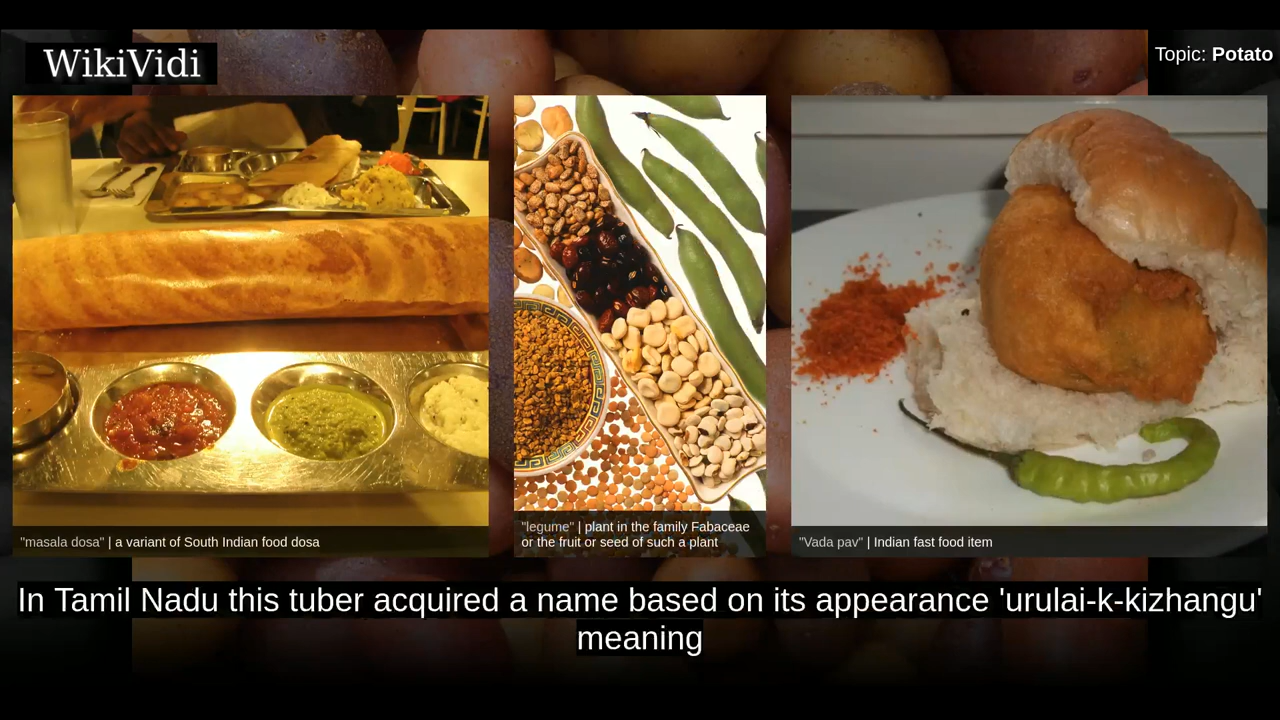 WikiVidi
Topic: Potato
"masala dosa" | a variant of South Indian food dosa
"legume" | plant in the family Fabaceae
or the fruit or seed of such a plant
"Vada pav" | Indian fast food item
In Tamil Nadu this tuber acquired a name based on its appearance 'urulai-k-kizhangu'
meaning